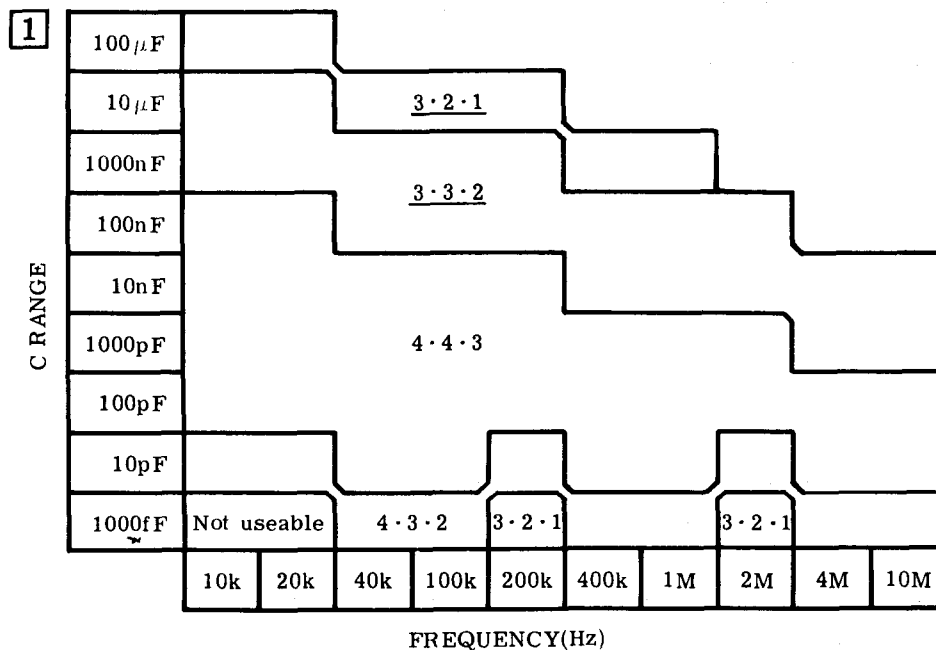 1
100μF
10μF
3·2·1
1000nF
3·3·2
100nF
10nF
1000pF
4·4·3
100pF
10pF
1000fF
Not useable
4·3·2
3·2·1
3·2·1
10k 20k 40k 100k 200k 400k 1M 2M 4M 10M
C RANGE
FREQUENCY(Hz)